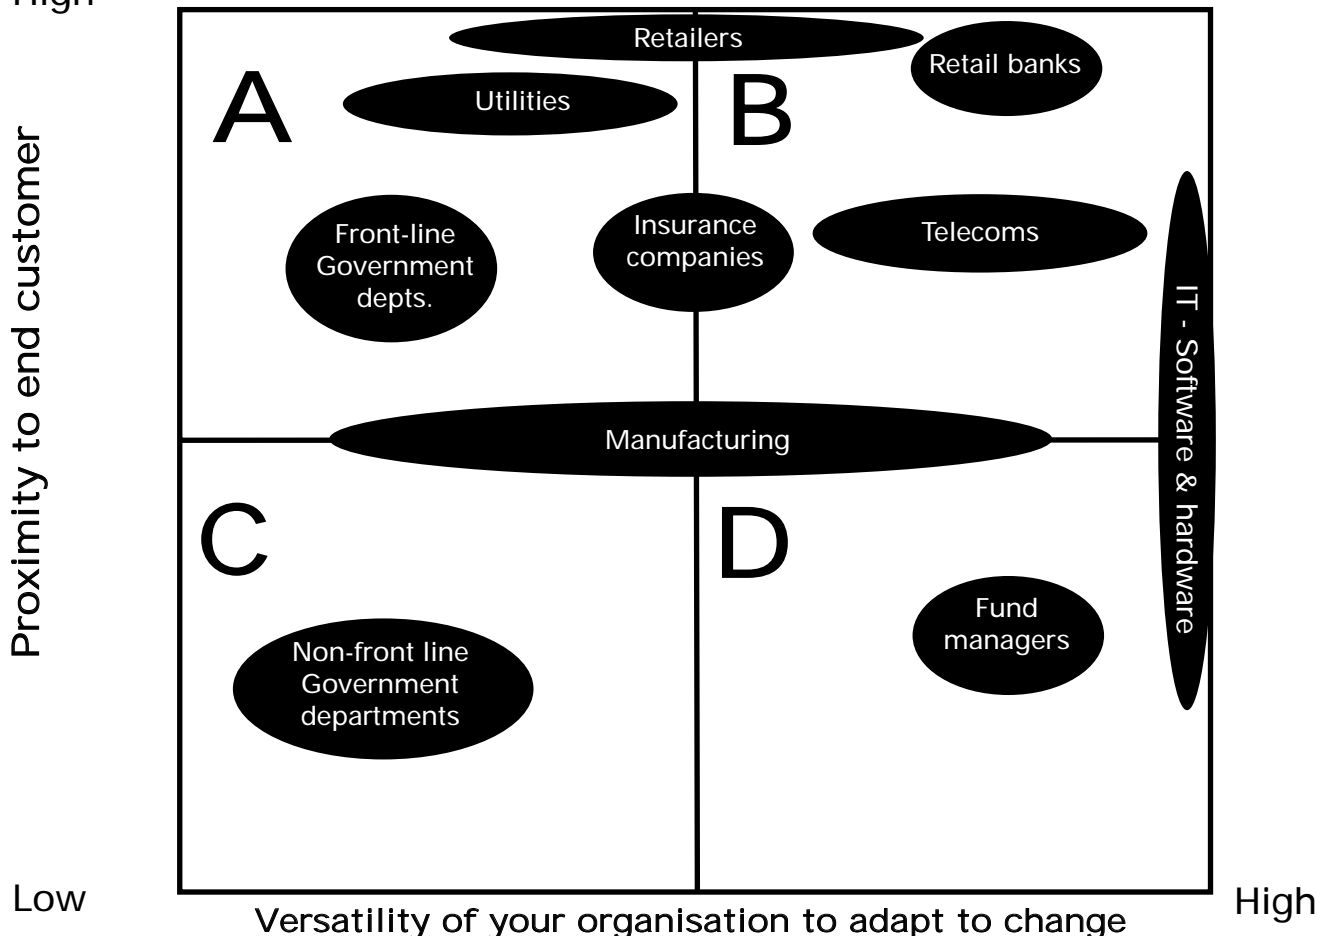 High
Retailers
Retail banks
A
Utilities
B
Front-line
Government
depts.
Insurance
companies
Telecoms
IT - Software & hardware
Proximity to end customer
Manufacturing
C
D
Fund
managers
Non-front line
Government
departments
Low
High
Versatility of your organisation to adapt to change